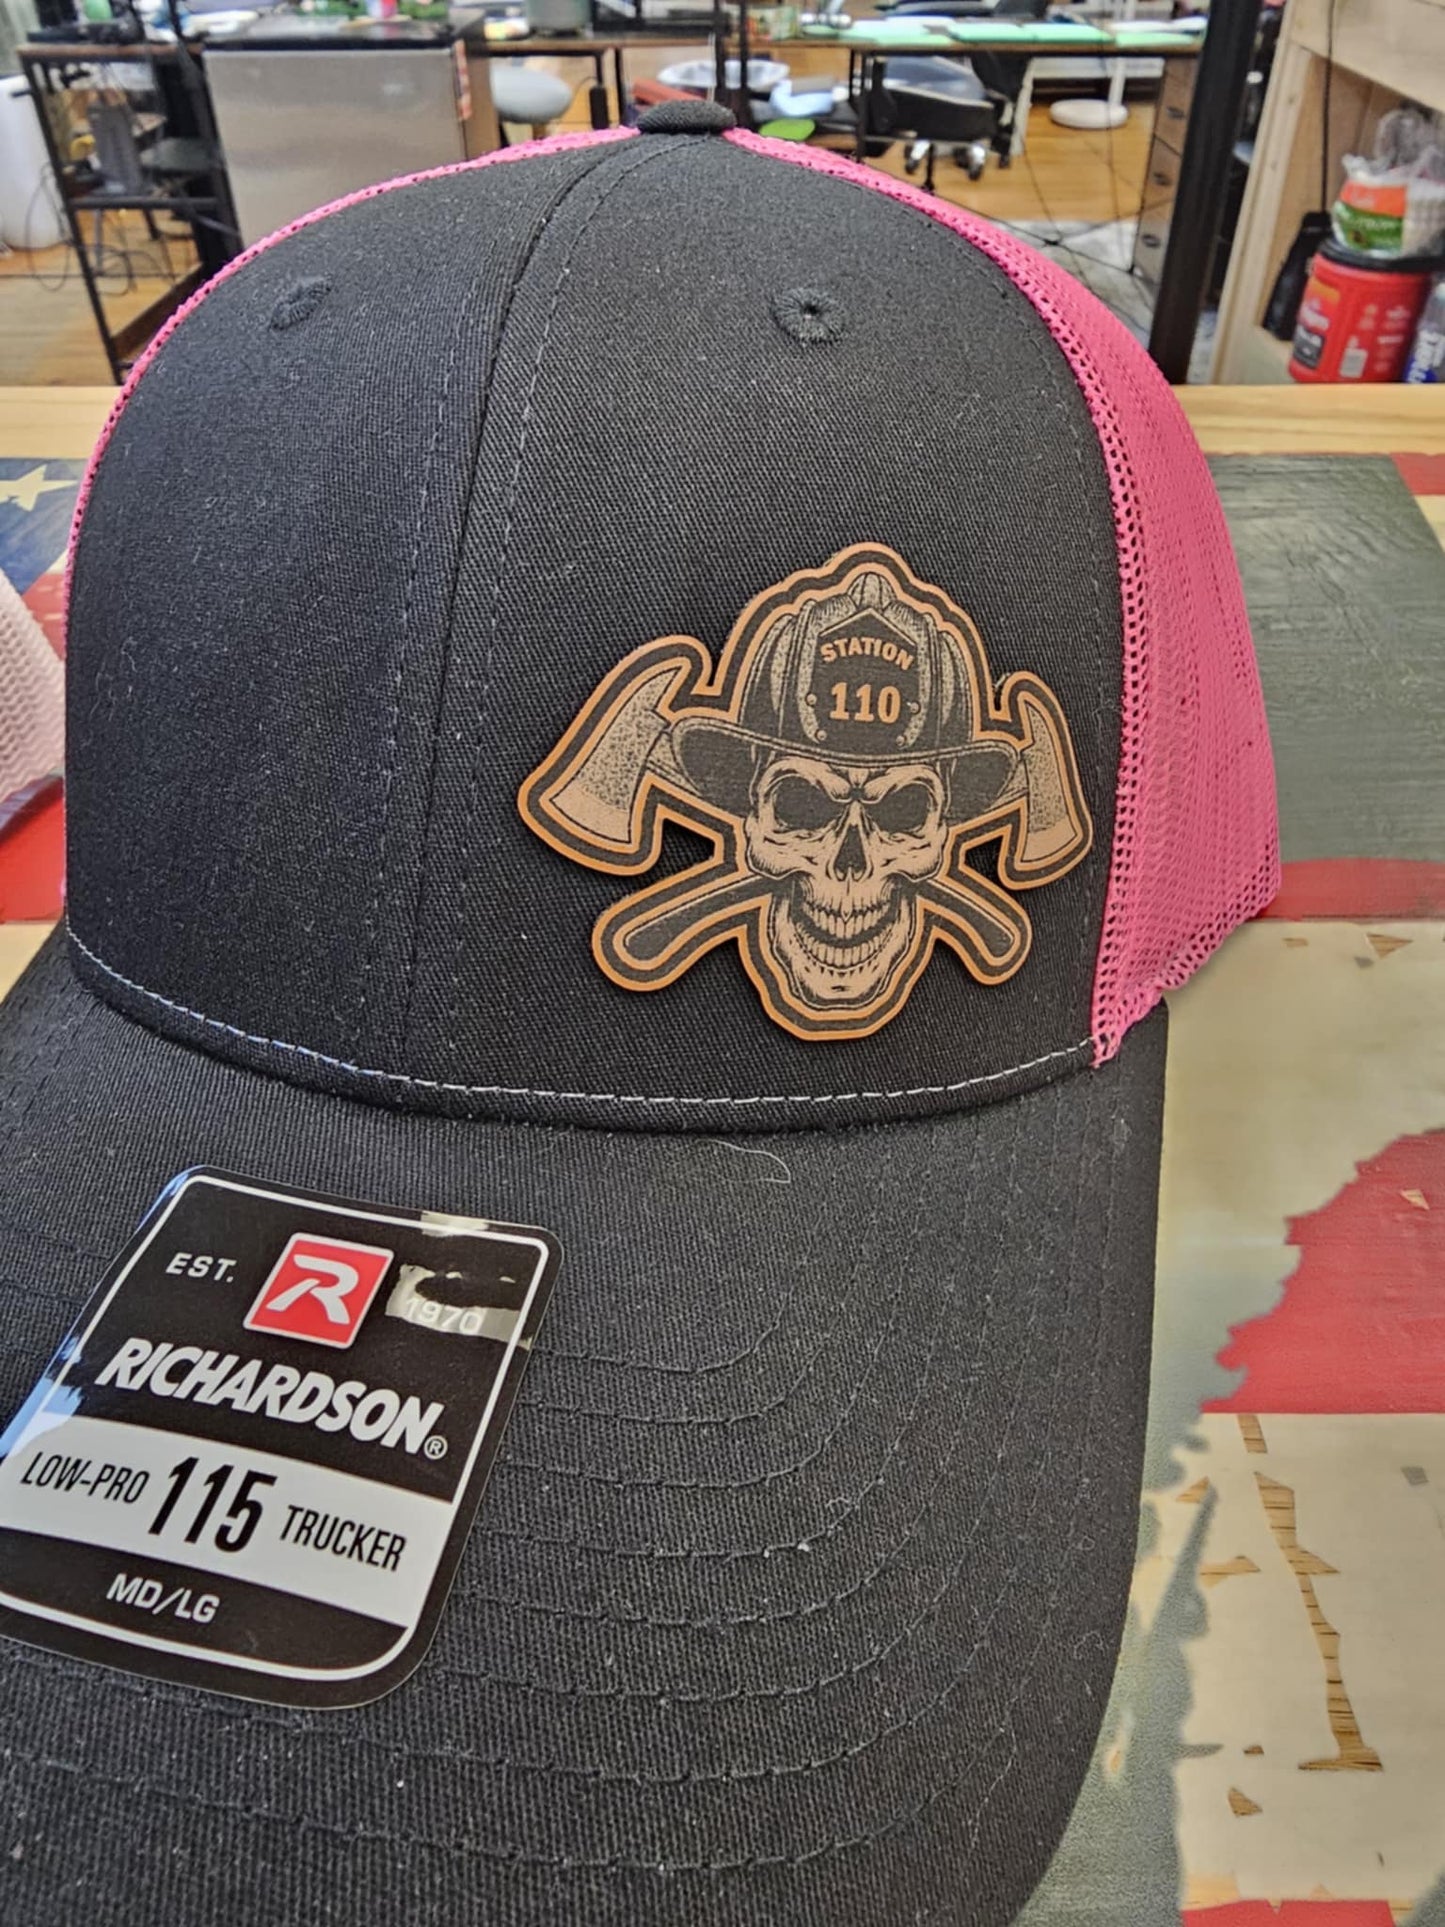 STATION
110
EST. R 1970
RICHARDSON®
LOW-PRO 115 TRUCKER
MD/LG